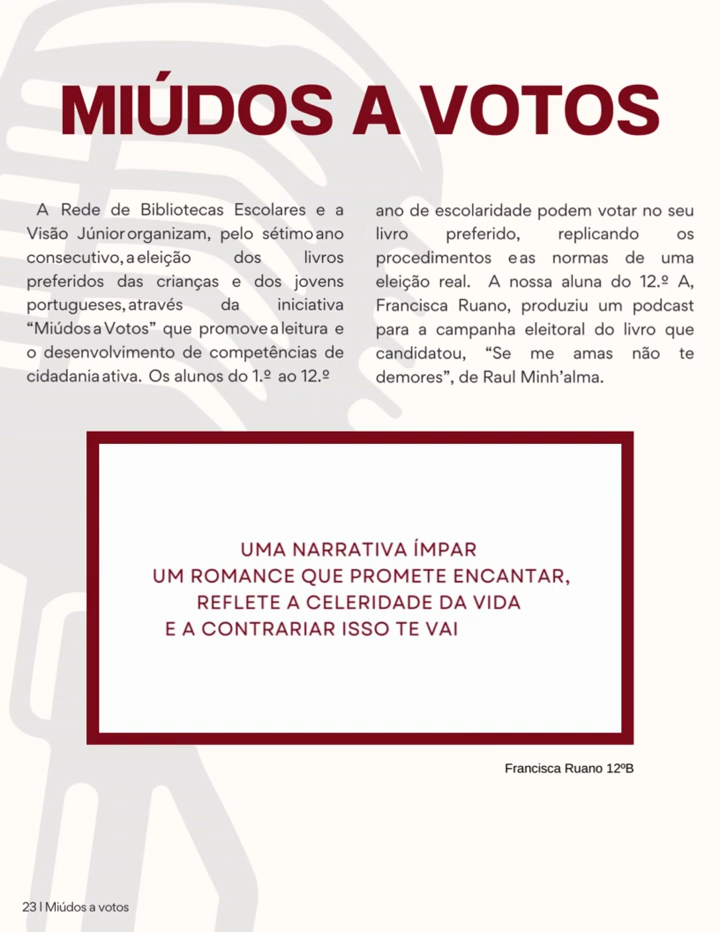 MIÚDOS A VOTOS
A Rede de Bibliotecas Escolares e a
Visão Júnior organizam, pelo sétimo ano
consecutivo, a eleição dos livros
preferidos das crianças e dos jovens
portugueses, através da iniciativa
“Miúdos a Votos” que promove a leitura e
o desenvolvimento de competências de
cidadania ativa. Os alunos do 1.º ao 12.º
ano de escolaridade podem votar no seu
livro preferido, replicando os
procedimentos e as normas de uma
eleição real. A nossa aluna do 12.º A,
Francisca Ruano, produziu um podcast
para a campanha eleitoral do livro que
candidatou, “Se me amas não te
demores”, de Raul Minh’alma.
UMA NARRATIVA ÍMPAR
UM ROMANCE QUE PROMETE ENCANTAR,
REFLETE A CELERIDADE DA VIDA
E A CONTRARIAR ISSO TE VAI
Francisca Ruano 12ºB
23 | Miúdos a votos